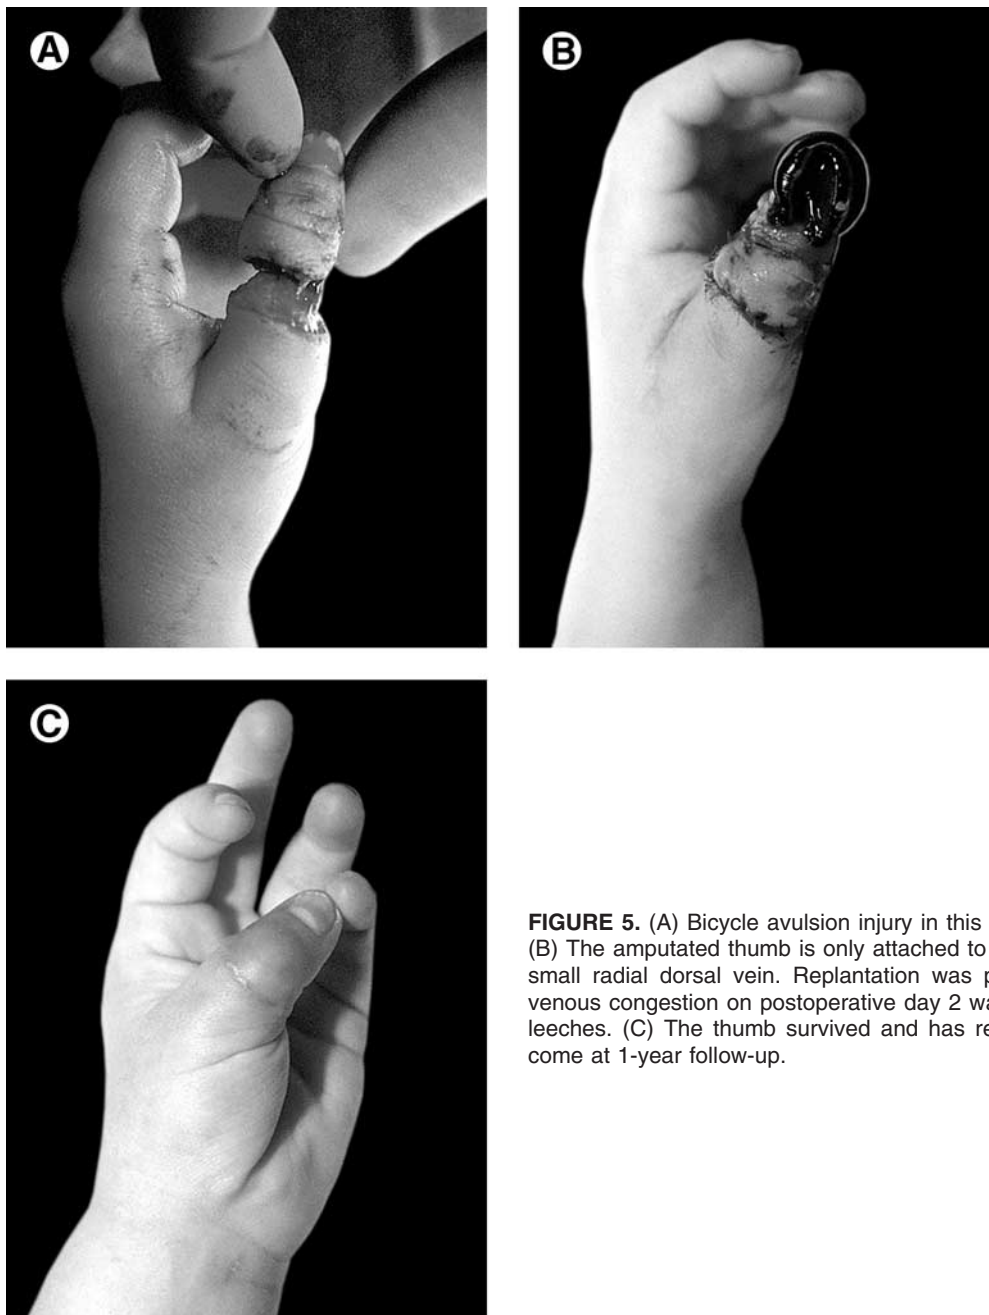 A
B
C
FIGURE 5. (A) Bicycle avulsion injury in this
(B) The amputated thumb is only attached to
small radial dorsal vein. Replantation was p
venous congestion on postoperative day 2 wa
leeches. (C) The thumb survived and has re
come at 1-year follow-up.